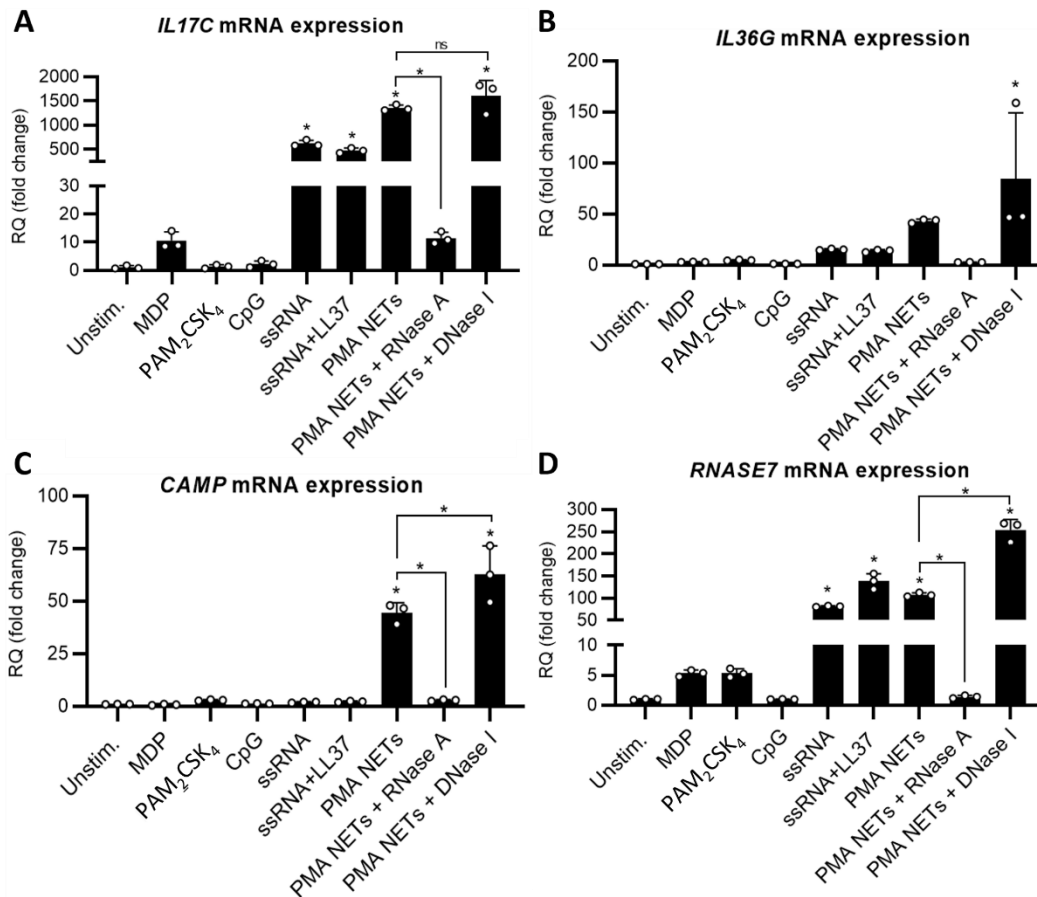 A
IL17C mRNA expression
RQ (fold change)
2000
1500
1000
500
30
20
10
0
ns
*
*
*
*
*
Unstim.
MDP
PAM₂CSK₄
CpG
ssRNA
ssRNA+LL37
PMA NETs
PMA NETs + RNase A
PMA NETs + DNase I
B
IL36G mRNA expression
RQ (fold change)
200
150
100
50
0
*
Unstim.
MDP
PAM₂CSK₄
CpG
ssRNA
ssRNA+LL37
PMA NETs
PMA NETs + RNase A
PMA NETs + DNase I
C
CAMP mRNA expression
RQ (fold change)
100
75
50
25
0
*
*
*
*
Unstim.
MDP
PAM₂CSK₄
CpG
ssRNA
ssRNA+LL37
PMA NETs
PMA NETs + RNase A
PMA NETs + DNase I
D
RNASE7 mRNA expression
RQ (fold change)
300
250
200
150
100
50
10
5
0
*
*
*
*
*
*
Unstim.
MDP
PAM₂CSK₄
CpG
ssRNA
ssRNA+LL37
PMA NETs
PMA NETs + RNase A
PMA NETs + DNase I